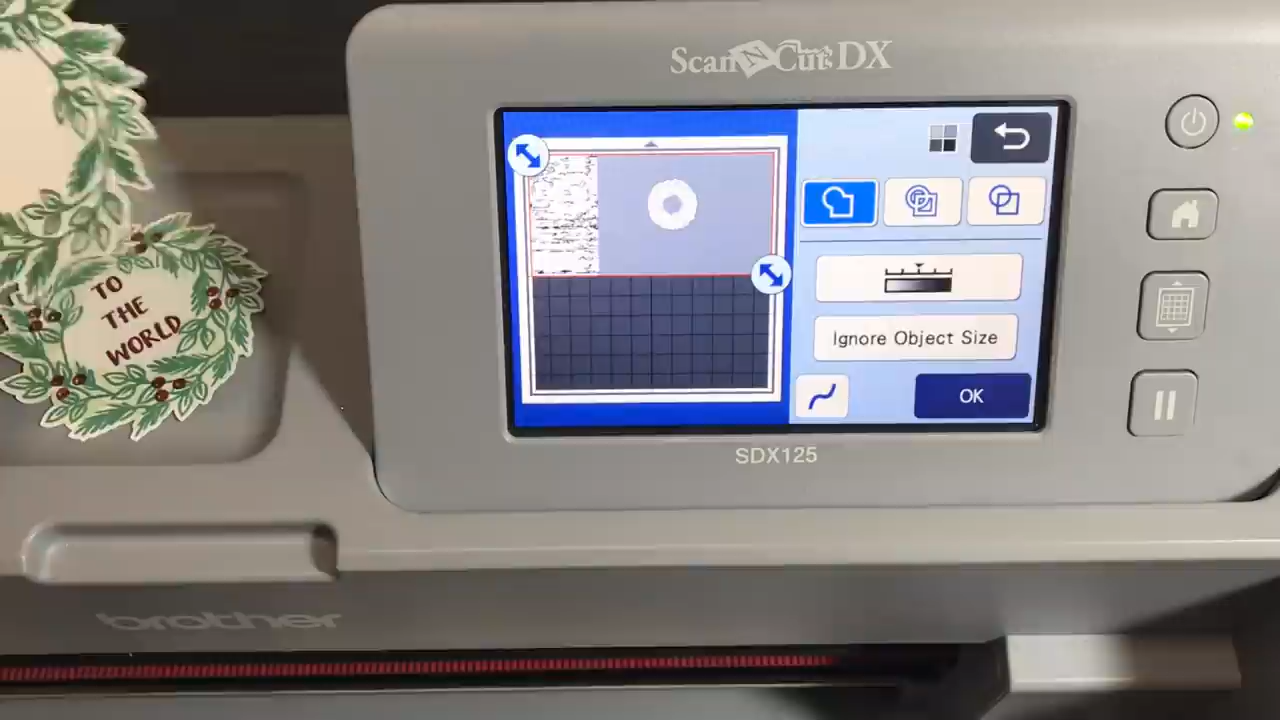 ScanNCut DX
TO
THE
WORLD
Ignore Object Size
OK
SDX125
brother